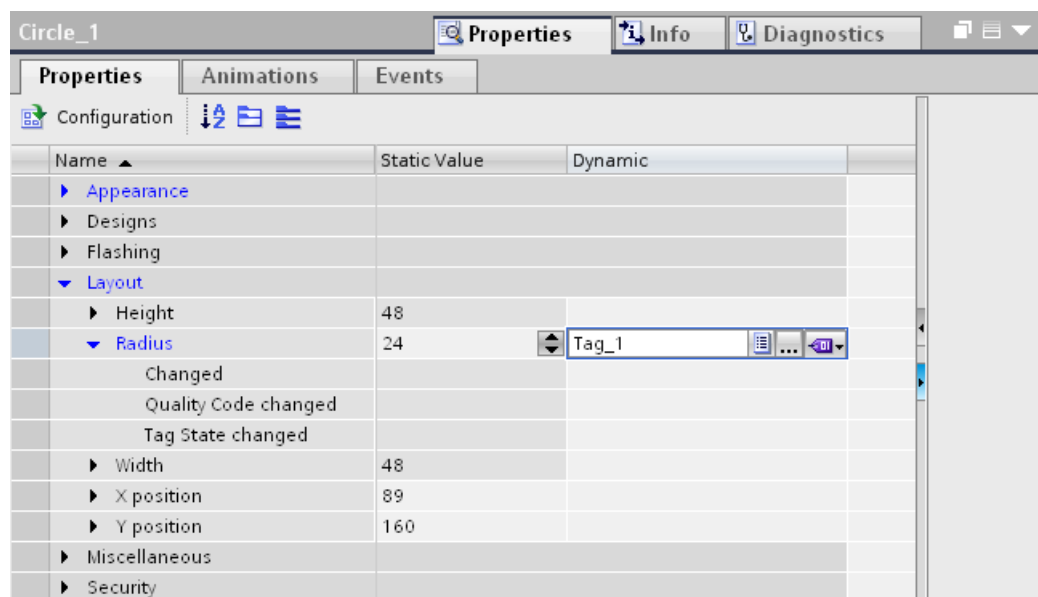 Circle_1 Properties Info Diagnostics
Properties Animations Events
Configuration
Name Static Value Dynamic
Appearance
Designs
Flashing
Layout
Height 48
Radius 24 Tag_1 ...
Changed
Quality Code changed
Tag State changed
Width 48
X position 89
Y position 160
Miscellaneous
Security